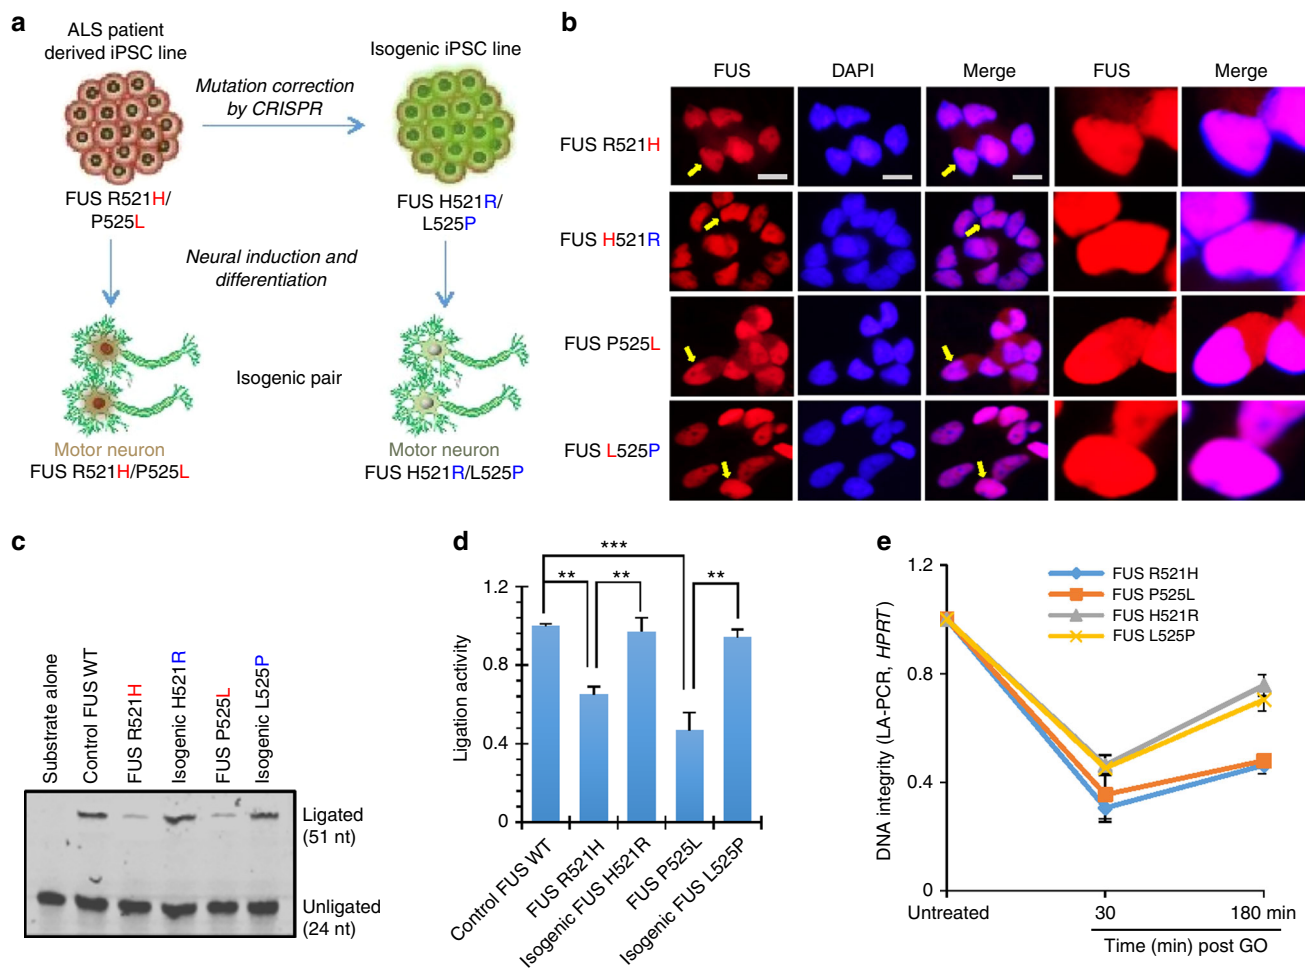 a
ALS patient
derived iPSC line
Isogenic iPSC line
Mutation correction
by CRISPR
FUS R521H/
P525L
FUS H521R/
L525P
Neural induction and
differentiation
Isogenic pair
Motor neuron
FUS R521H/P525L
Motor neuron
FUS H521R/L525P
b
FUS DAPI Merge FUS Merge
FUS R521H
FUS H521R
FUS P525L
FUS L525P
c
Substrate alone
Control FUS WT
FUS R521H
Isogenic H521R
FUS P525L
Isogenic L525P
Ligated
(51 nt)
Unligated
(24 nt)
d
***
** ** **
Ligation activity
1.2
0.8
0.4
0
Control FUS WT
FUS R521H
Isogenic FUS H521R
FUS P525L
Isogenic FUS L525P
e
DNA integrity (LA-PCR, HPRT)
1.2
0.8
0.4
0
FUS R521H
FUS P525L
FUS H521R
FUS L525P
Untreated 30 180 min
Time (min) post GO